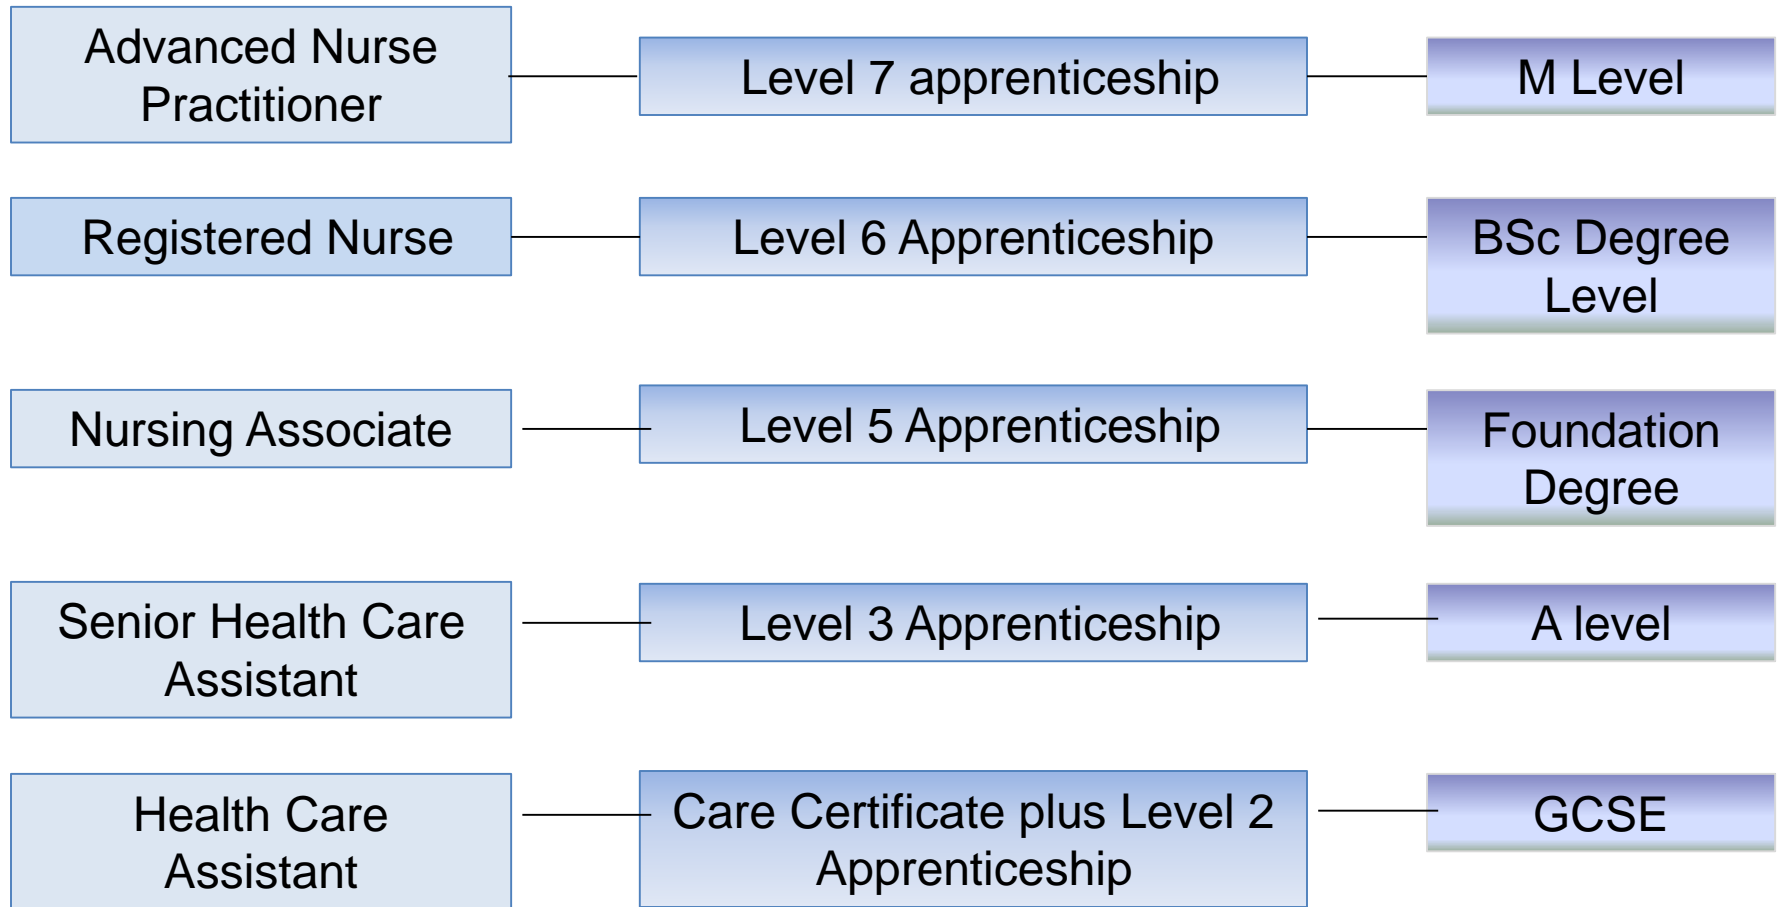 Advanced Nurse
Practitioner
Level 7 apprenticeship
M Level
Registered Nurse
Level 6 Apprenticeship
BSc Degree
Level
Nursing Associate
Level 5 Apprenticeship
Foundation
Degree
Senior Health Care
Assistant
Level 3 Apprenticeship
A level
Health Care
Assistant
Care Certificate plus Level 2
Apprenticeship
GCSE